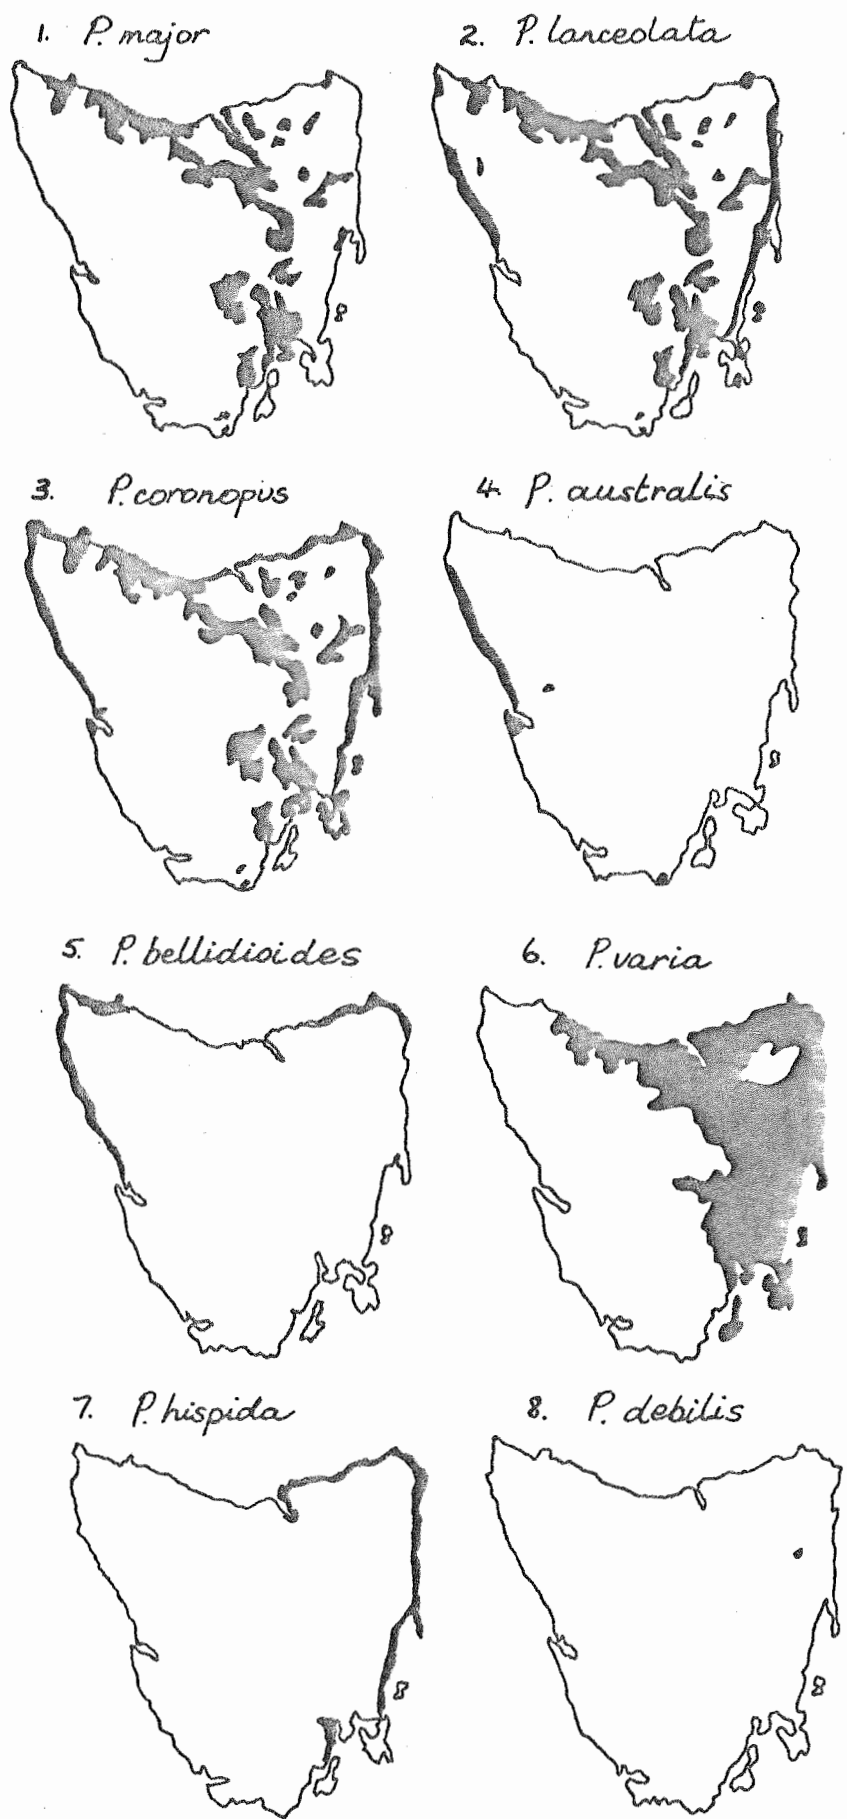 1. P. major
2. P. lanceolata
3. P. coronopus
4. P. australis
5. P. bellidioides
6. P. varia
7. P. hispida
8. P. debilis